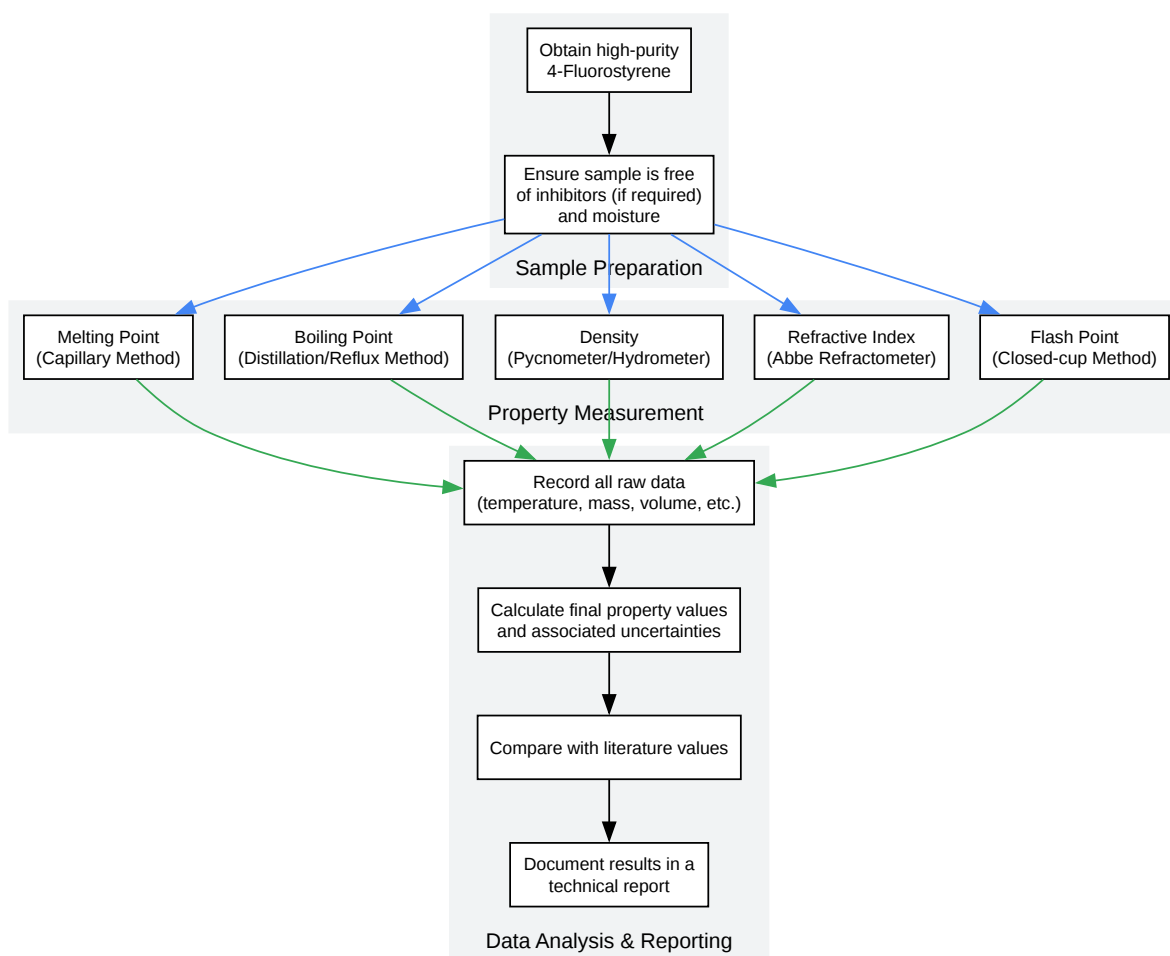 Obtain high-purity
4-Fluorostyrene
Ensure sample is free
of inhibitors (if required)
and moisture
Sample Preparation
Melting Point
(Capillary Method)
Boiling Point
(Distillation/Reflux Method)
Density
(Pycnometer/Hydrometer)
Refractive Index
(Abbe Refractometer)
Flash Point
(Closed-cup Method)
Property Measurement
Record all raw data
(temperature, mass, volume, etc.)
Calculate final property values
and associated uncertainties
Compare with literature values
Document results in a
technical report
Data Analysis & Reporting